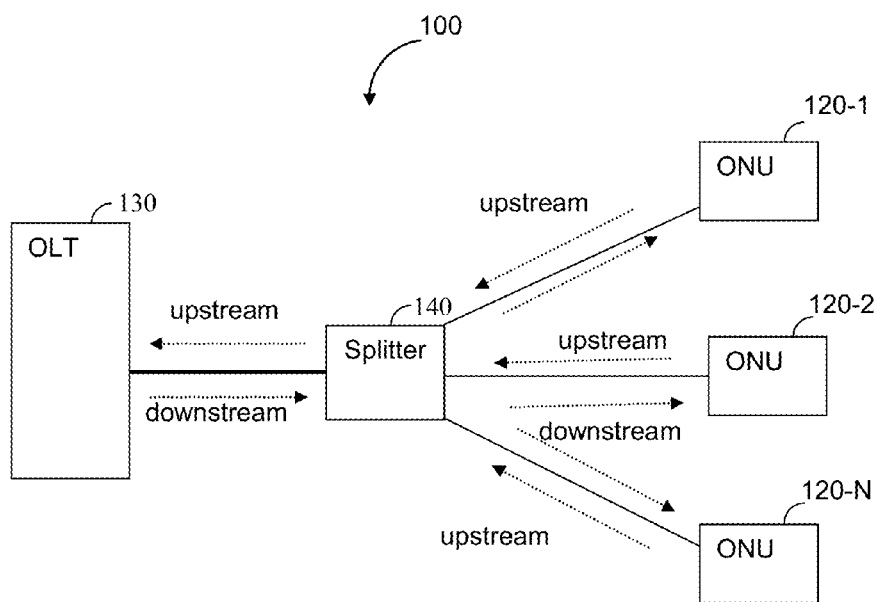 100
120-1
ONU
upstream
130
OLT
140
upstream
Splitter
120-2
upstream
ONU
downstream
downstream
120-N
upstream
ONU